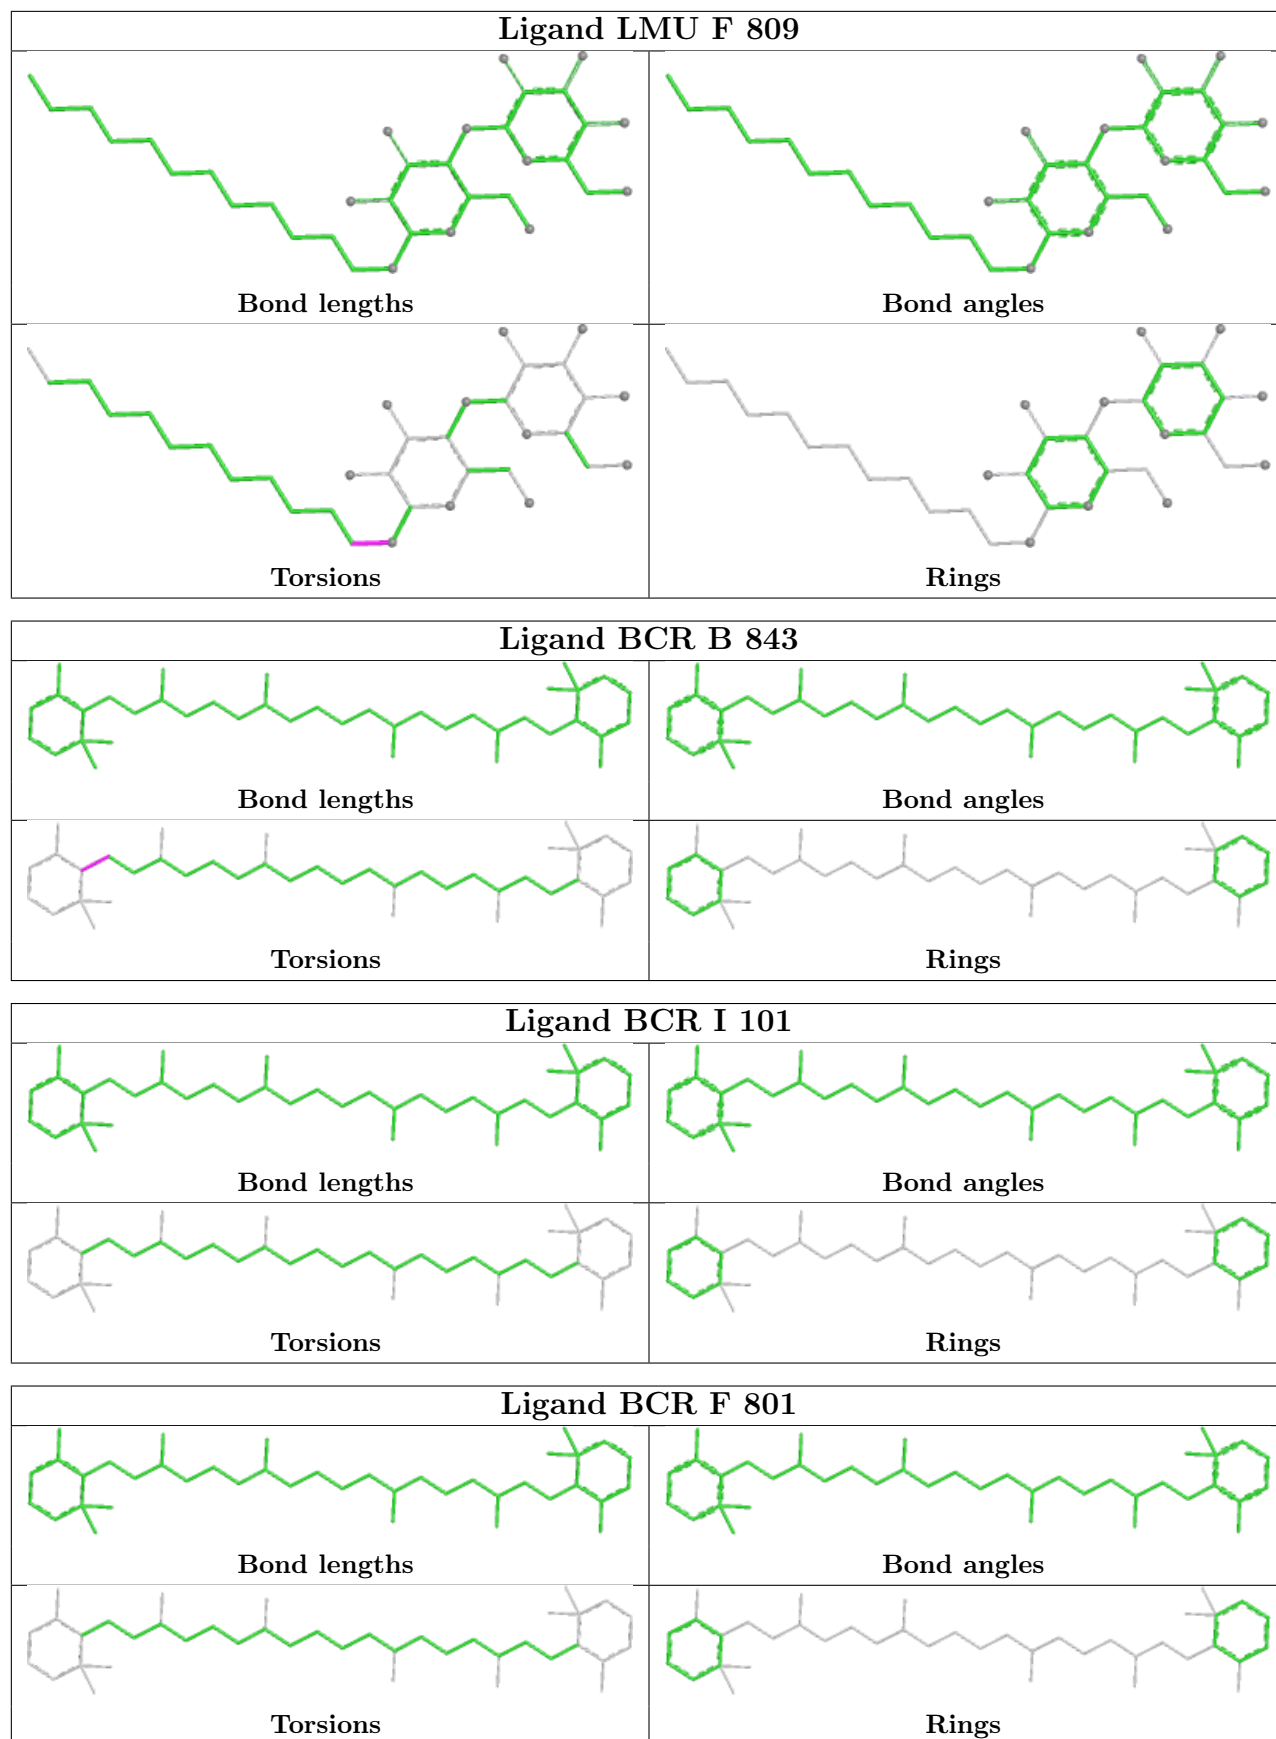 Ligand LMU F 809
Bond lengths
Bond angles
Torsions
Rings
Ligand BCR B 843
Bond lengths
Bond angles
Torsions
Rings
Ligand BCR I 101
Bond lengths
Bond angles
Torsions
Rings
Ligand BCR F 801
Bond lengths
Bond angles
Torsions
Rings